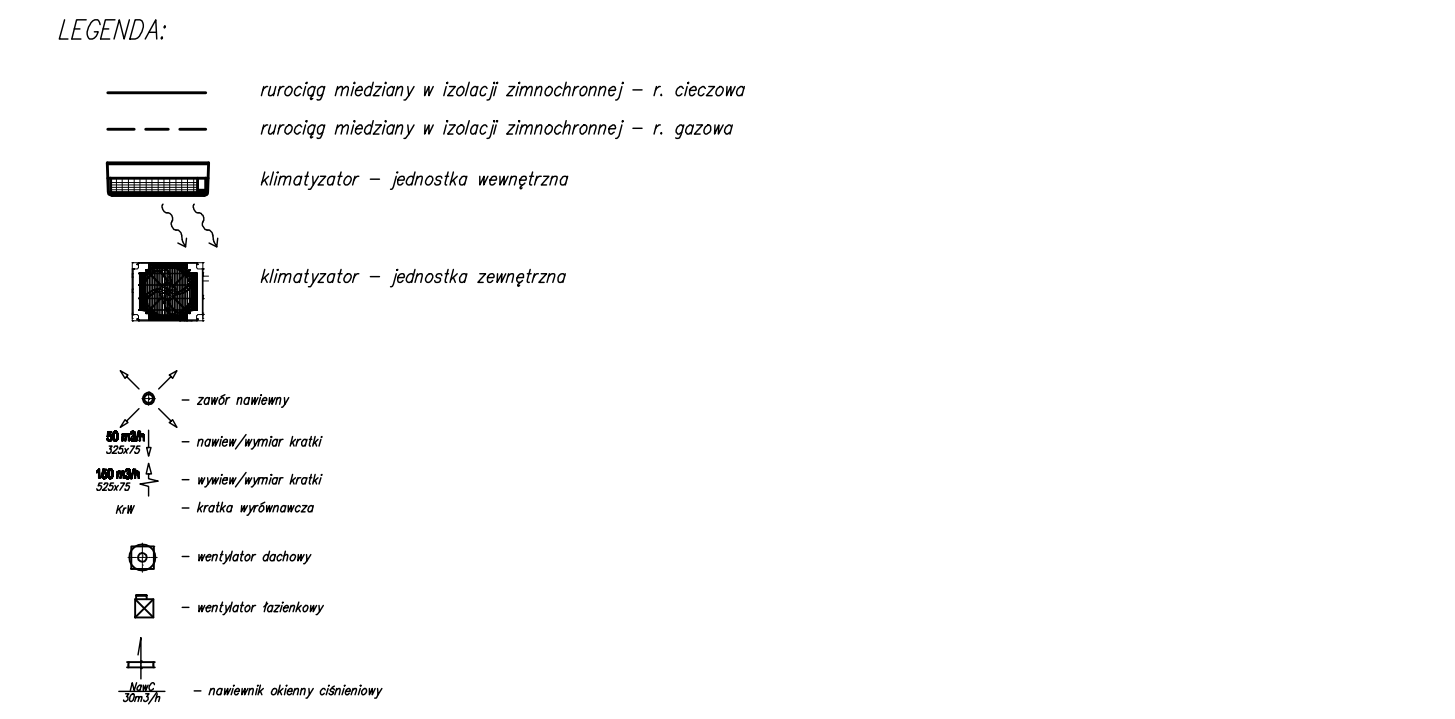 LEGENDA:
rurociąg miedziany w izolacji zimnochronnej – r. cieczowa
rurociąg miedziany w izolacji zimnochronnej – r. gazowa
klimatyzator – jednostka wewnętrzna
klimatyzator – jednostka zewnętrzna
– zawór nawiewny
50 m3/h
325x75
– nawiew/wymiar kratki
150 m3/h
525x75
– wywiew/wymiar kratki
KrW
– kratka wyrównawcza
– wentylator dachowy
– wentylator łazienkowy
NawC
30m3/h
– nawiewnik okienny ciśnieniowy